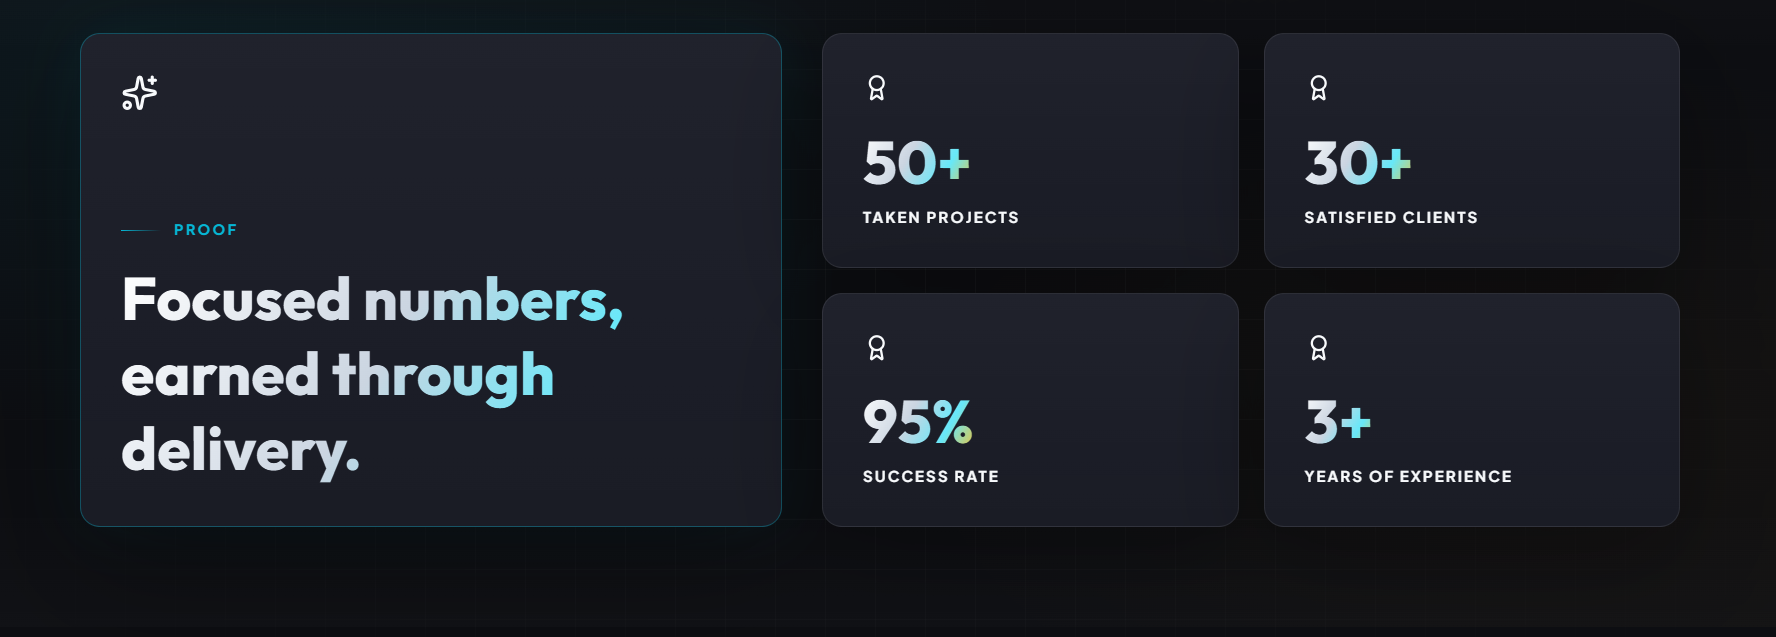 PROOF
Focused numbers,
earned through
delivery.
50+
TAKEN PROJECTS
30+
SATISFIED CLIENTS
95%
SUCCESS RATE
3+
YEARS OF EXPERIENCE